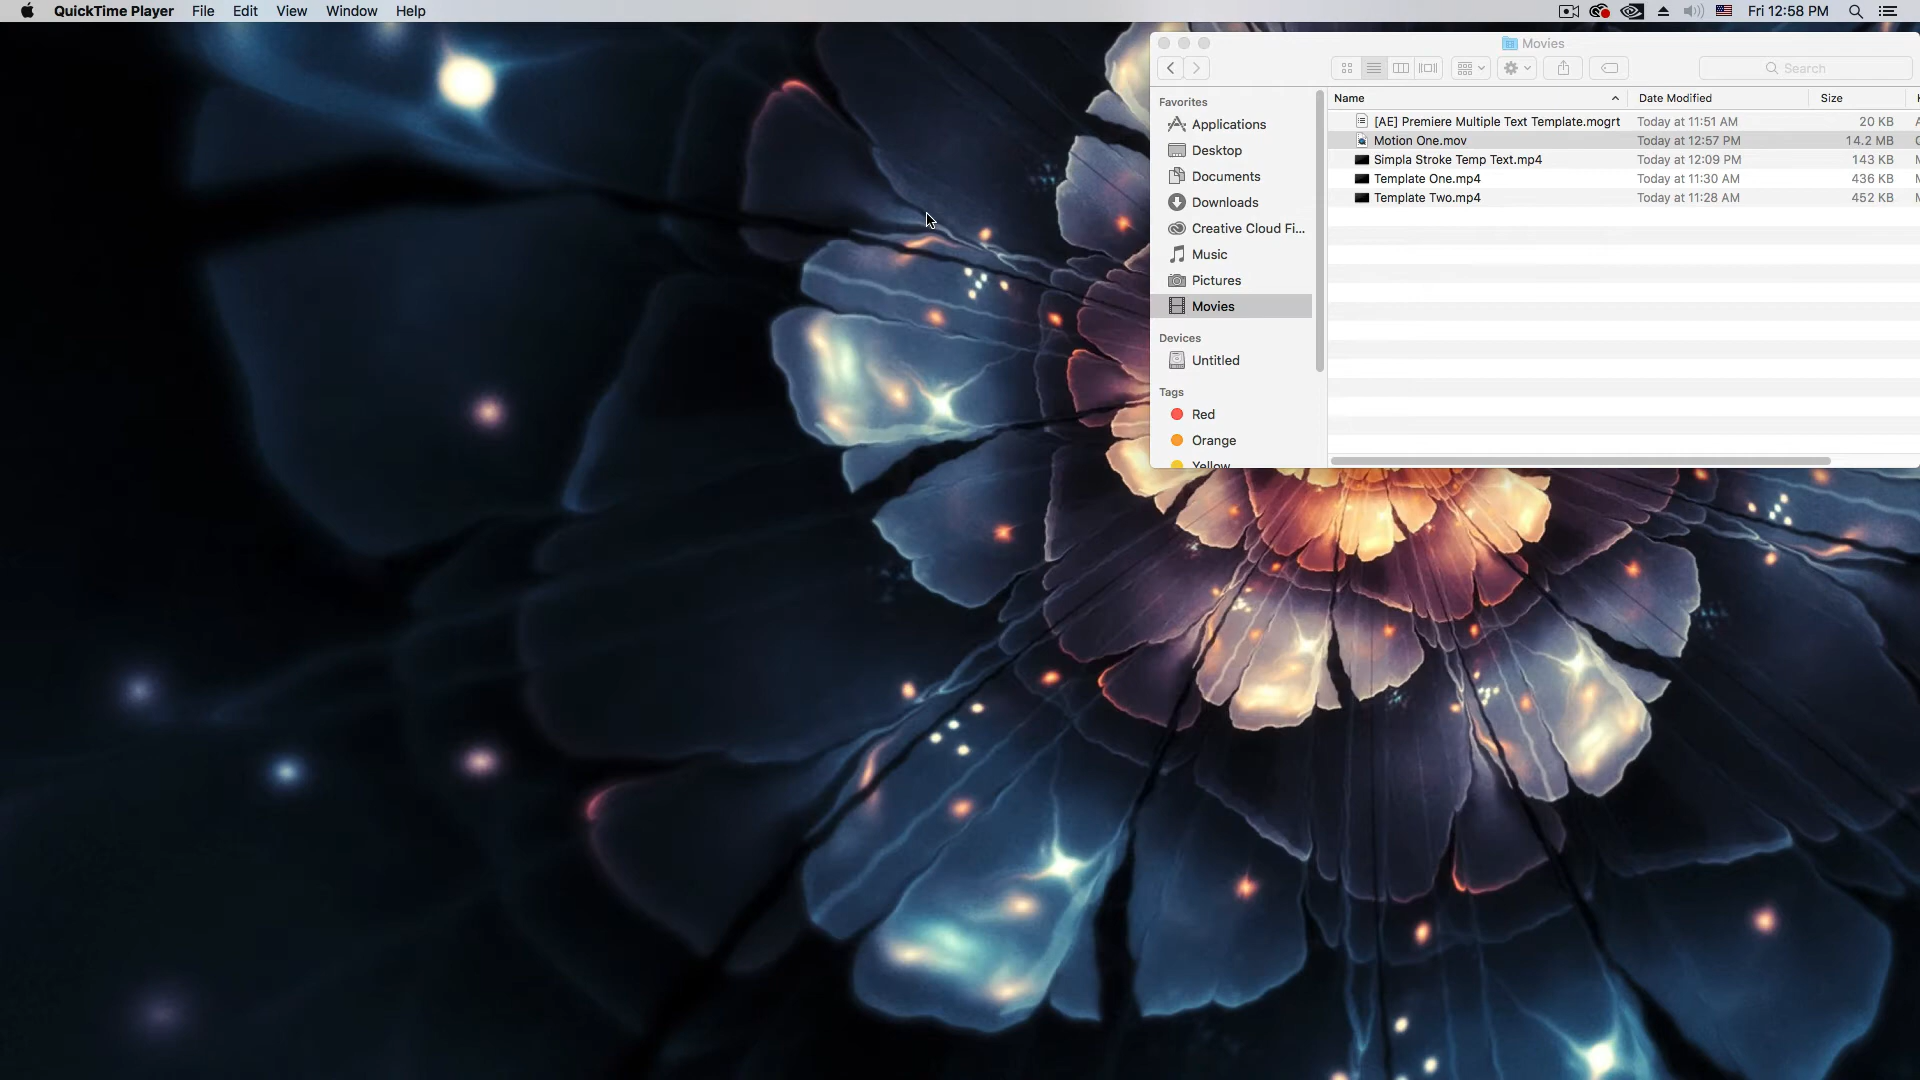 QuickTime Player File Edit View Window Help Fri 12:58 PM
Movies
Search
Favorites
Applications
Desktop
Documents
Downloads
Creative Cloud Fi...
Music
Pictures
Movies
Devices
Untitled
Tags
Red
Orange
Yellow
Name Date Modified Size
[AE] Premiere Multiple Text Template.mogrt Today at 11:51 AM 20 KB
Motion One.mov Today at 12:57 PM 14.2 MB
Simpla Stroke Temp Text.mp4 Today at 12:09 PM 143 KB
Template One.mp4 Today at 11:30 AM 436 KB
Template Two.mp4 Today at 11:28 AM 452 KB